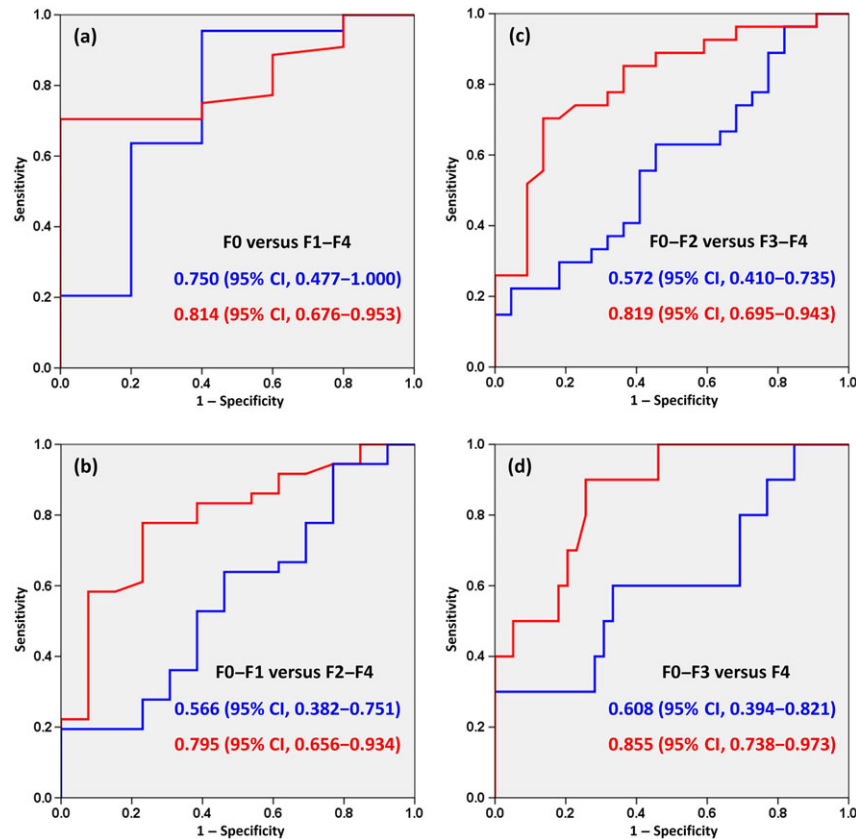 (a)
1.0
0.8
0.6
0.4
0.2
0.0
Sensitivity
F0 versus F1–F4
0.750 (95% CI, 0.477–1.000)
0.814 (95% CI, 0.676–0.953)
0.0 0.2 0.4 0.6 0.8 1.0
1 – Specificity
(c)
1.0
0.8
0.6
0.4
0.2
0.0
Sensitivity
F0–F2 versus F3–F4
0.572 (95% CI, 0.410–0.735)
0.819 (95% CI, 0.695–0.943)
0.0 0.2 0.4 0.6 0.8 1.0
1 – Specificity
(b)
1.0
0.8
0.6
0.4
0.2
0.0
Sensitivity
F0–F1 versus F2–F4
0.566 (95% CI, 0.382–0.751)
0.795 (95% CI, 0.656–0.934)
0.0 0.2 0.4 0.6 0.8 1.0
1 – Specificity
(d)
1.0
0.8
0.6
0.4
0.2
0.0
Sensitivity
F0–F3 versus F4
0.608 (95% CI, 0.394–0.821)
0.855 (95% CI, 0.738–0.973)
0.0 0.2 0.4 0.6 0.8 1.0
1 – Specificity